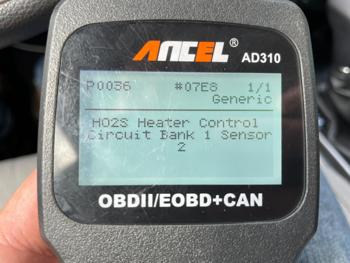 ANCEL® AD310
P0036 #07E8 1/1
Generic
HO2S Heater Control
Circuit Bank 1 Sensor
2
OBDII/EOBD+CAN